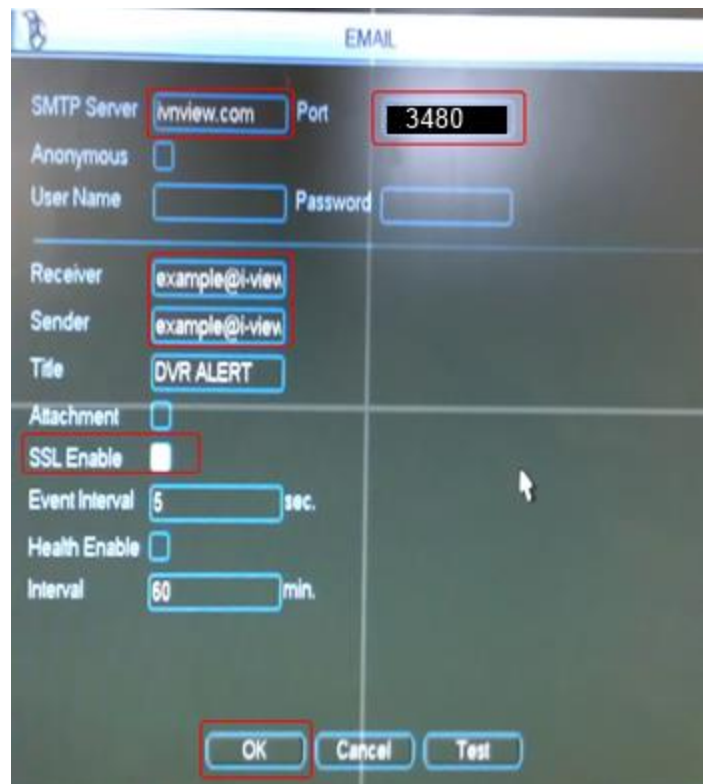 EMAIL
SMTP Server ivnview.com Port 3480
Anonymous
User Name Password
Receiver example@i-view
Sender example@i-view
Title DVR ALERT
Attachment
SSL Enable
Event Interval 5 sec.
Health Enable
Interval 60 min.
OK Cancel Test